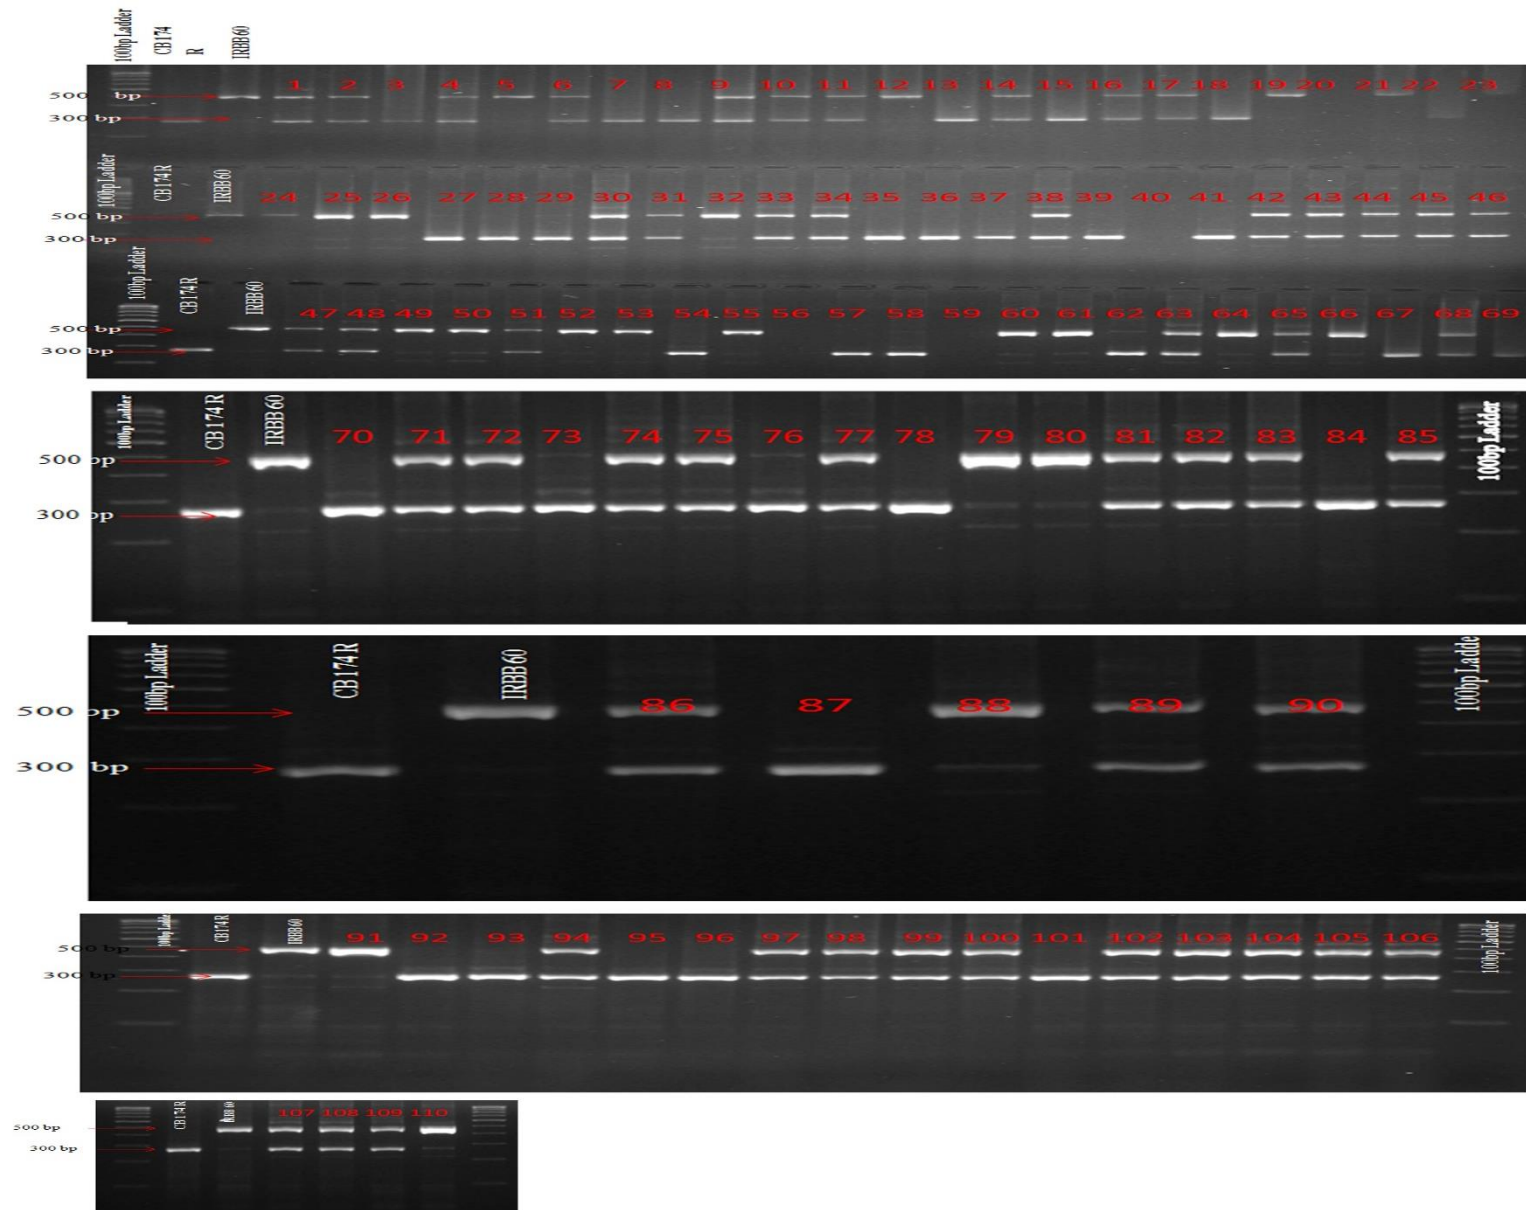 100bp Ladder CB174 R IRBB60
1 2 3 4 5 6 7 8 9 10 11 12 13 14 15 16 17 18 19 20 21 22 23
500 bp
300 bp
100bp Ladder CB174R IRBB60
24 25 26 27 28 29 30 31 32 33 34 35 36 37 38 39 40 41 42 43 44 45 46
500 bp
300 bp
100bp Ladder CB174R IRBB60
47 48 49 50 51 52 53 54 55 56 57 58 59 60 61 62 63 64 65 66 67 68 69
500 bp
300 bp
100bp Ladder CB174R IRBB60 100bp Ladder
70 71 72 73 74 75 76 77 78 79 80 81 82 83 84 85
500 bp
300 bp
100bp Ladder CB174R IRBB60 100bp Ladde
86 87 88 89 90
500 bp
300 bp
100bp Ladde CB174R IRBB60 100bp Ladder
91 92 93 94 95 96 97 98 99 100 101 102 103 104 105 106
500 bp
300 bp
CB174R IRBB60
107 108 109 110
500 bp
300 bp